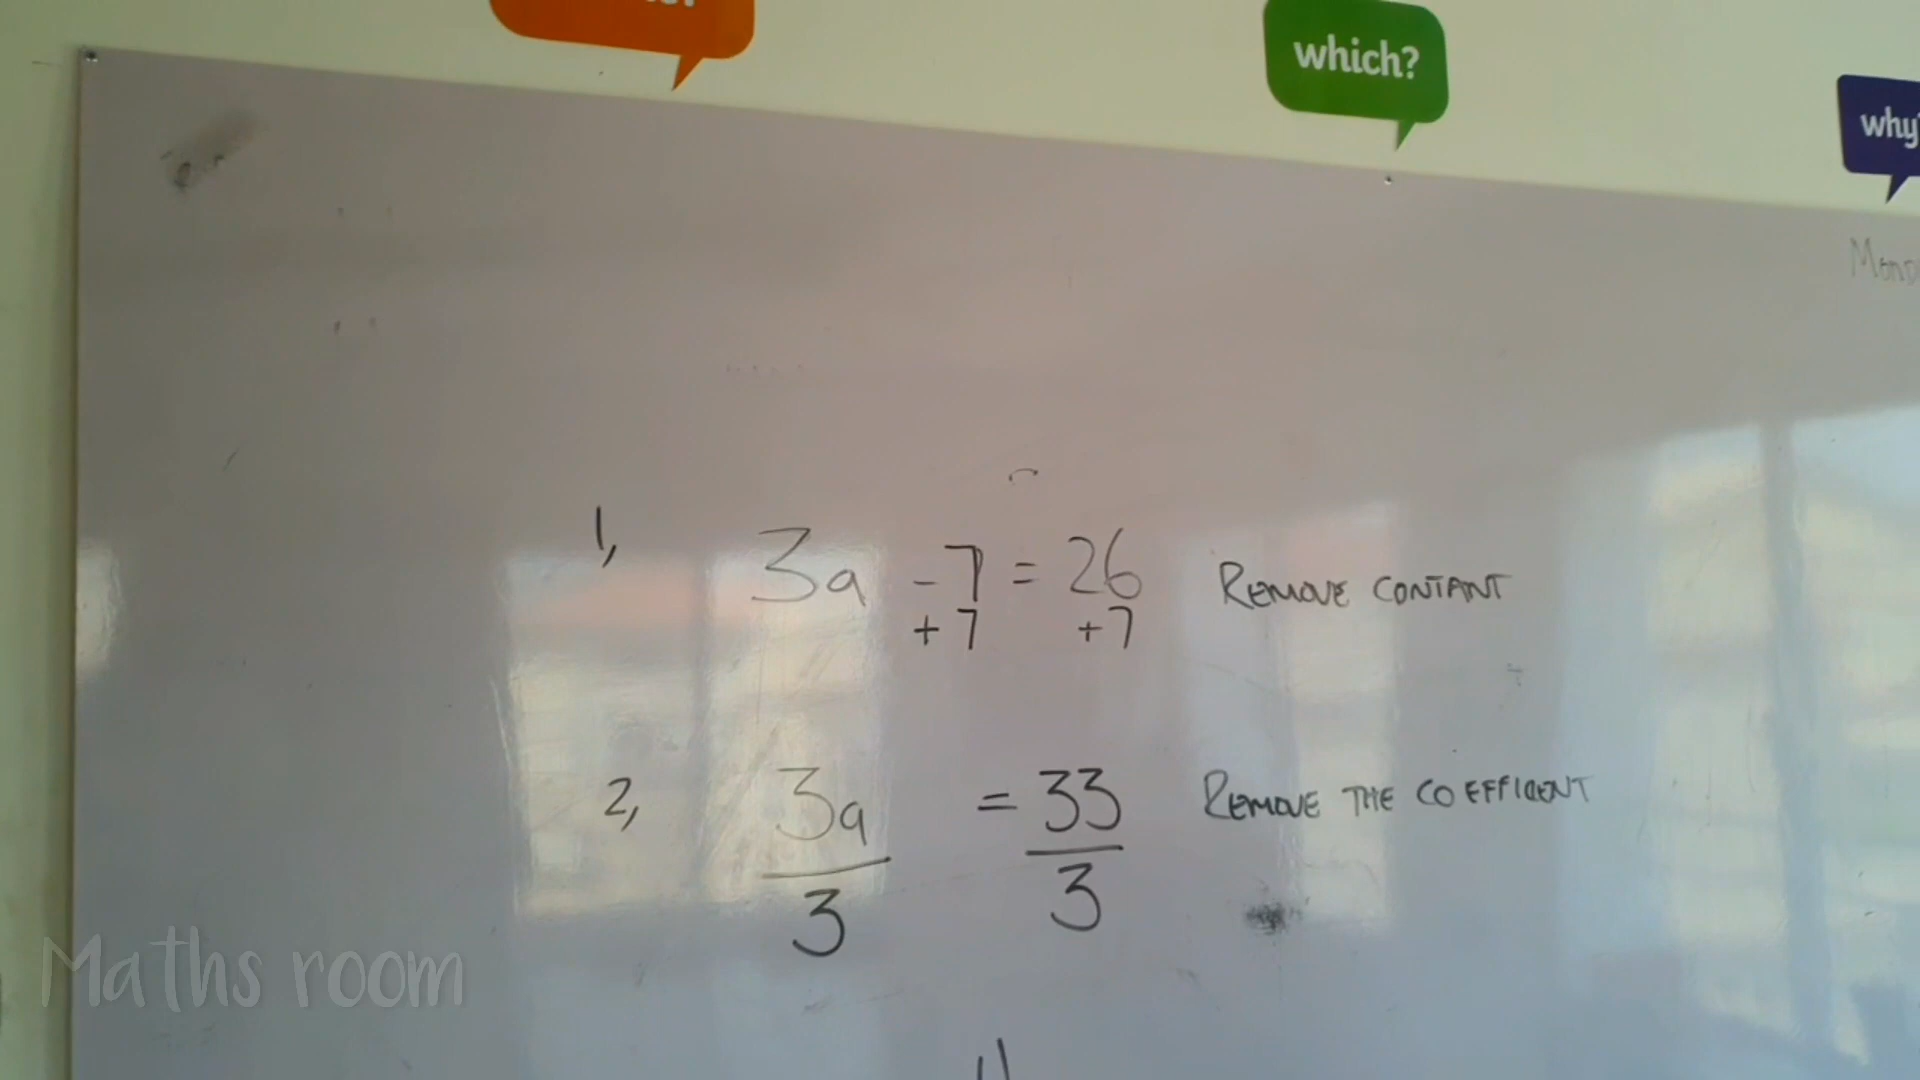 which?
why?
1, 3a - 7 = 26 REMOVE CONTANT
+7 +7
2, 3a = 33 REMOVE THE COEFFICENT
3 3
Maths room